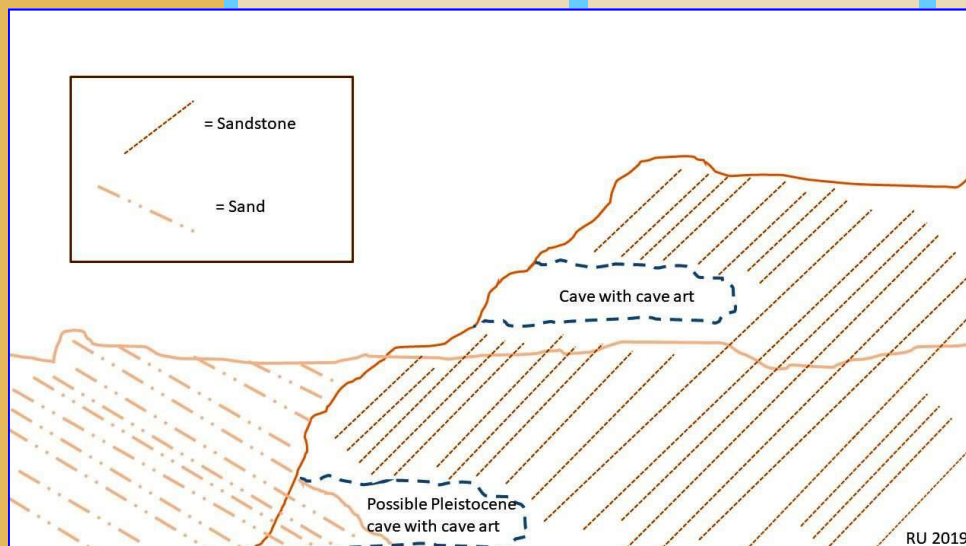 = Sandstone
= Sand
Cave with cave art
Possible Pleistocene
cave with cave art
RU 2019